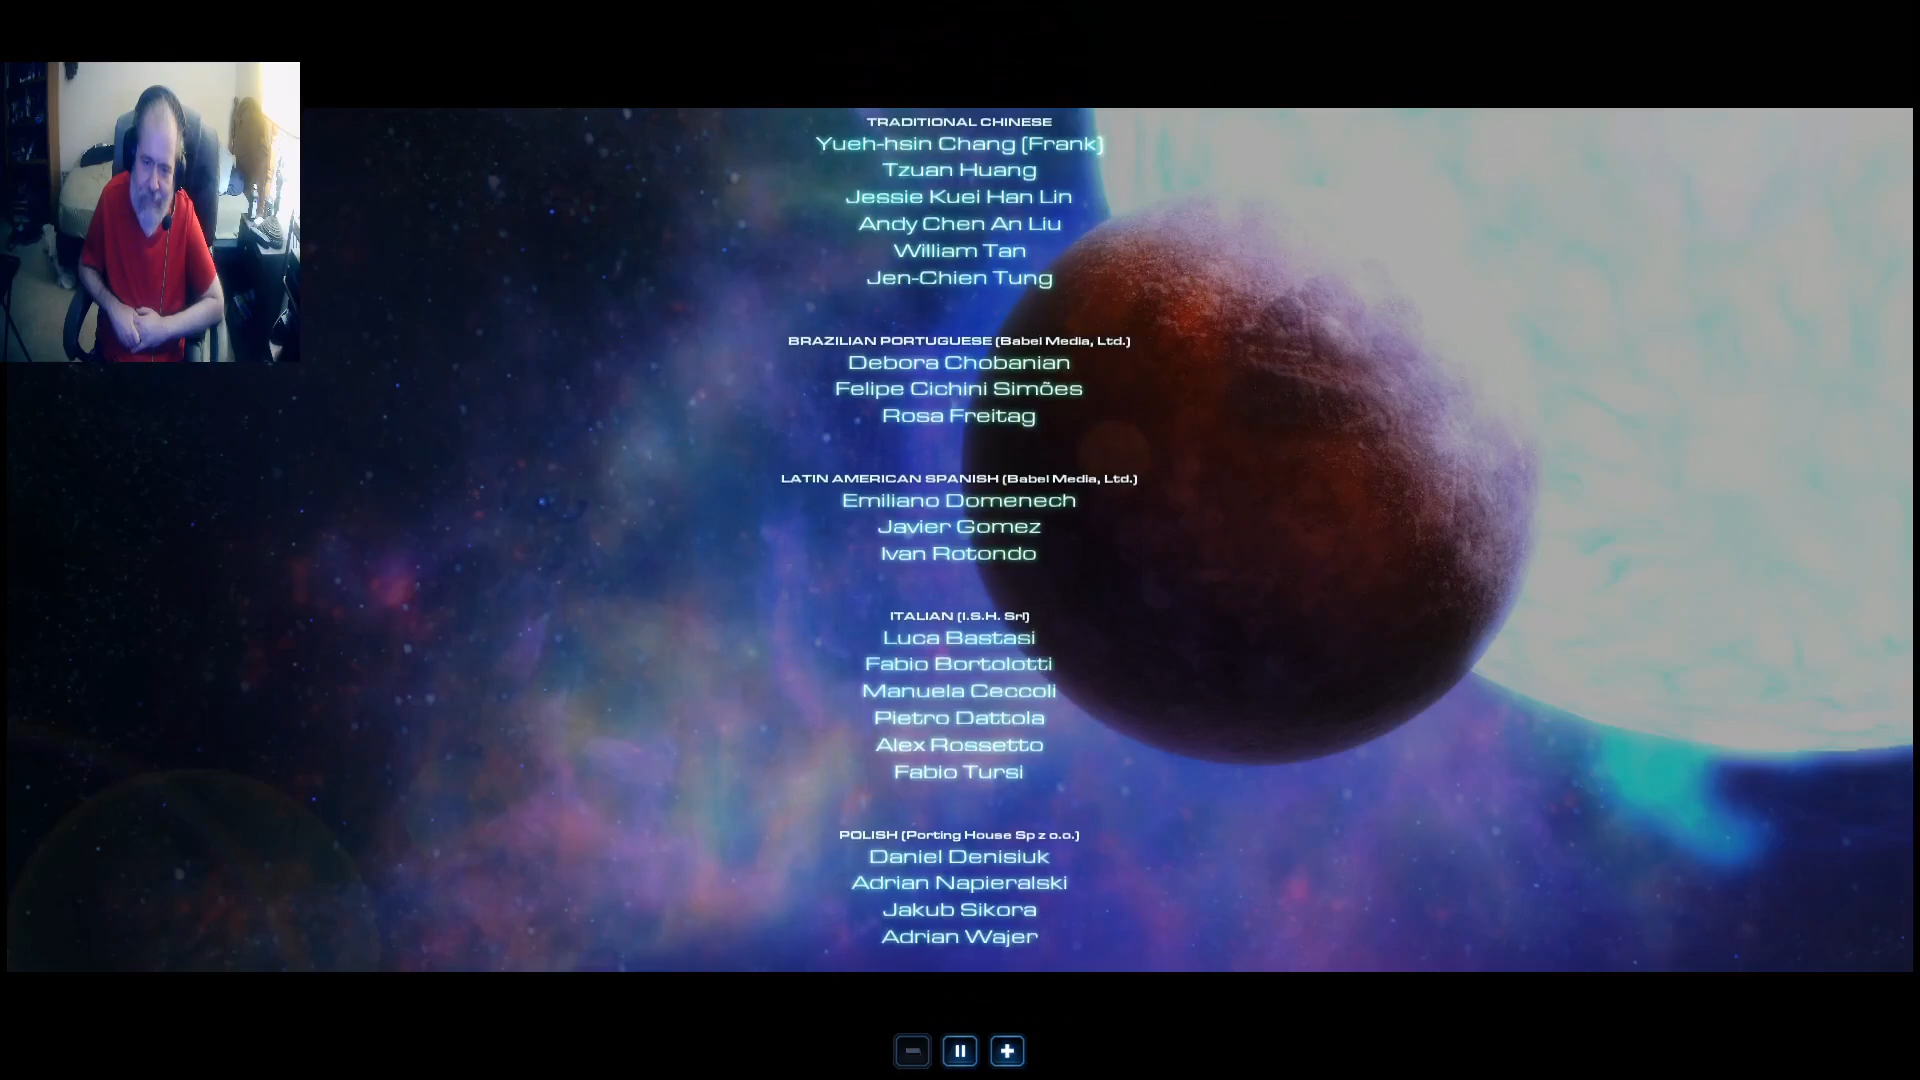 TRADITIONAL CHINESE
Yueh-hsin Chang (Frank)
Tzuan Huang
Jessie Kuei Han Lin
Andy Chen An Liu
William Tan
Jen-Chien Tung
BRAZILIAN PORTUGUESE (Babel Media, Ltd.)
Debora Chobanian
Felipe Cichini Simões
Rosa Freitag
LATIN AMERICAN SPANISH (Babel Media, Ltd.)
Emiliano Domenech
Javier Gomez
Ivan Rotondo
ITALIAN (I.S.H. Srl)
Luca Bastasi
Fabio Bortolotti
Manuela Ceccoli
Pietro Dattola
Alex Rossetto
Fabio Tursi
POLISH (Porting House Sp z o.o.)
Daniel Denisiuk
Adrian Napieralski
Jakub Sikora
Adrian Wajer